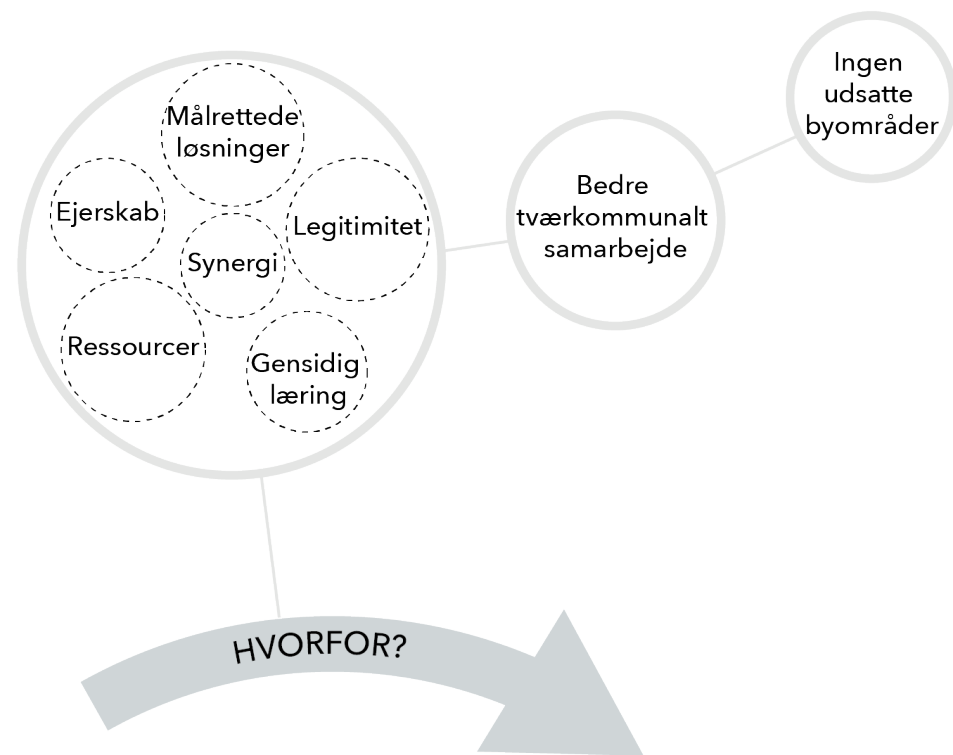 Målrettede
løsninger
Ejerskab
Legitimitet
Synergi
Ressourcer
Gensidig
læring
Bedre
tværkommunalt
samarbejde
Ingen
udsatte
byområder
HVORFOR?